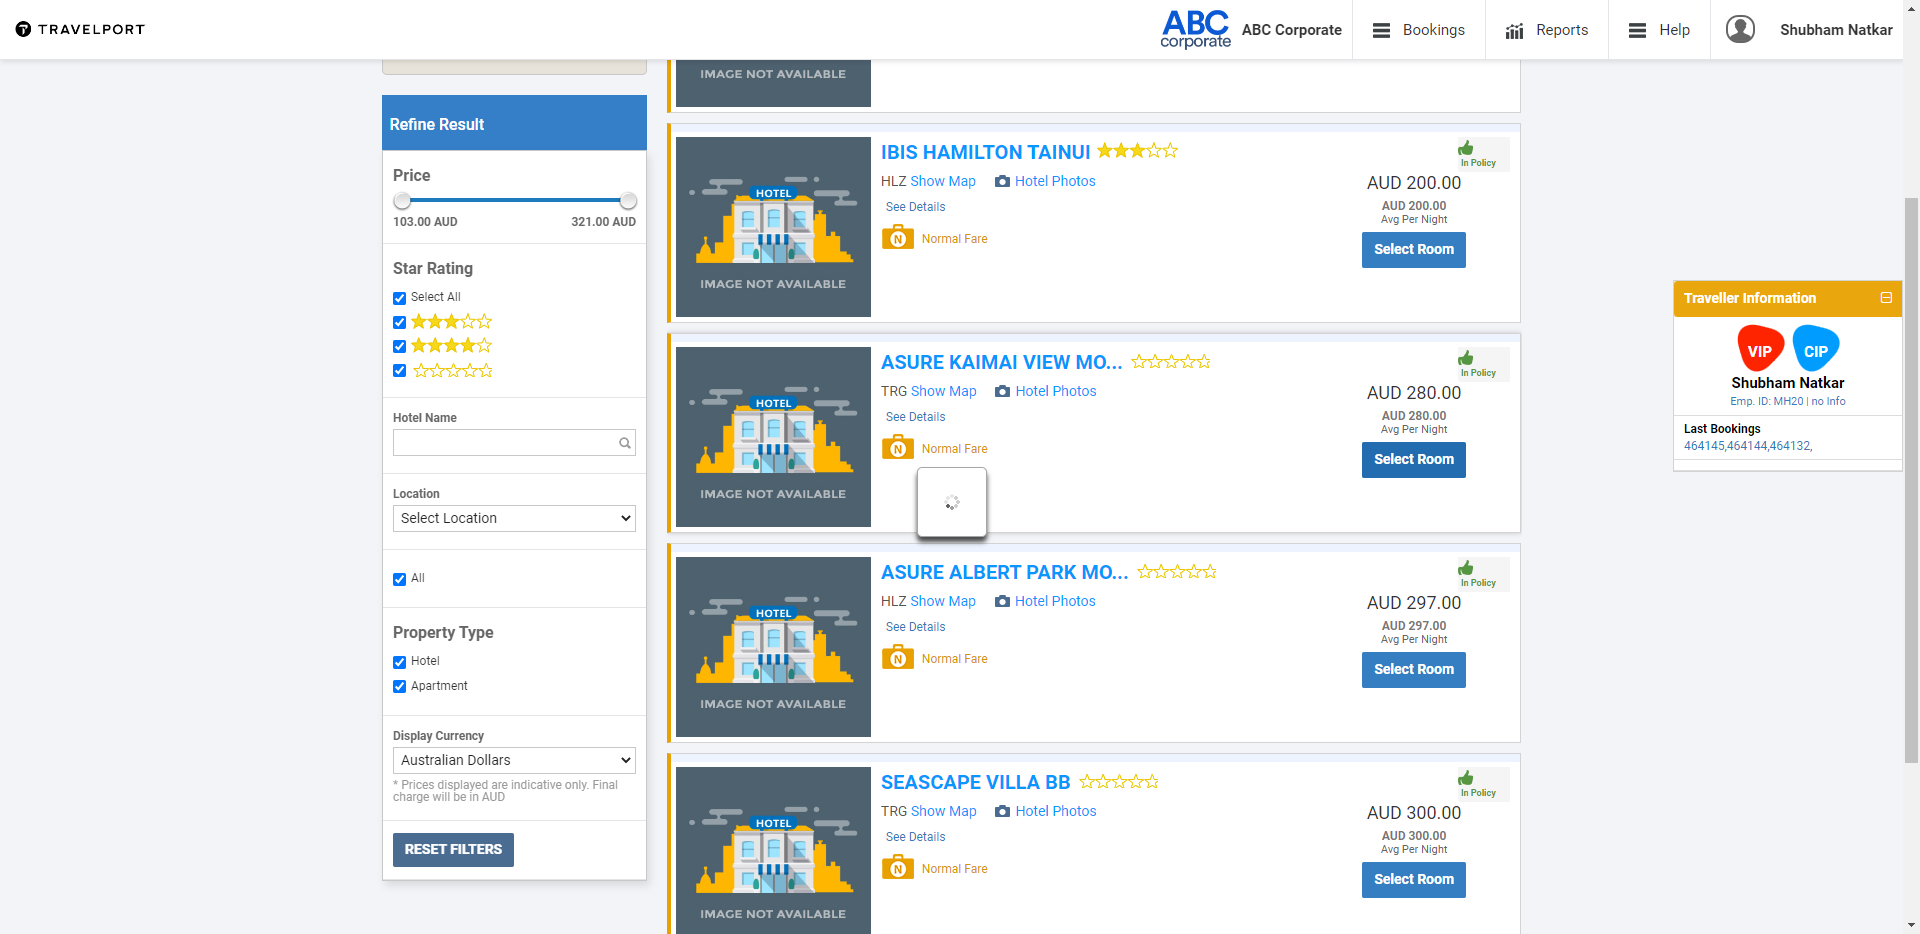 TRAVELPORT
ABC
corporate
ABC Corporate
Bookings
Reports
Help
Shubham Natkar
Refine Result
Price
103.00 AUD
321.00 AUD
Star Rating
Select All
Hotel Name
Location
Select Location
All
Property Type
Hotel
Apartment
Display Currency
Australian Dollars
* Prices displayed are indicative only. Final
charge will be in AUD
RESET FILTERS
IMAGE NOT AVAILABLE
HOTEL
IMAGE NOT AVAILABLE
IBIS HAMILTON TAINUI
HLZ Show Map
Hotel Photos
See Details
N
Normal Fare
In Policy
AUD 200.00
AUD 200.00
Avg Per Night
Select Room
HOTEL
IMAGE NOT AVAILABLE
ASURE KAIMAI VIEW MO...
TRG Show Map
Hotel Photos
See Details
N
Normal Fare
In Policy
AUD 280.00
AUD 280.00
Avg Per Night
Select Room
HOTEL
IMAGE NOT AVAILABLE
ASURE ALBERT PARK MO...
HLZ Show Map
Hotel Photos
See Details
N
Normal Fare
In Policy
AUD 297.00
AUD 297.00
Avg Per Night
Select Room
HOTEL
IMAGE NOT AVAILABLE
SEASCAPE VILLA BB
TRG Show Map
Hotel Photos
See Details
N
Normal Fare
In Policy
AUD 300.00
AUD 300.00
Avg Per Night
Select Room
Traveller Information
VIP
CIP
Shubham Natkar
Emp. ID: MH20 | no Info
Last Bookings
464145,464144,464132,